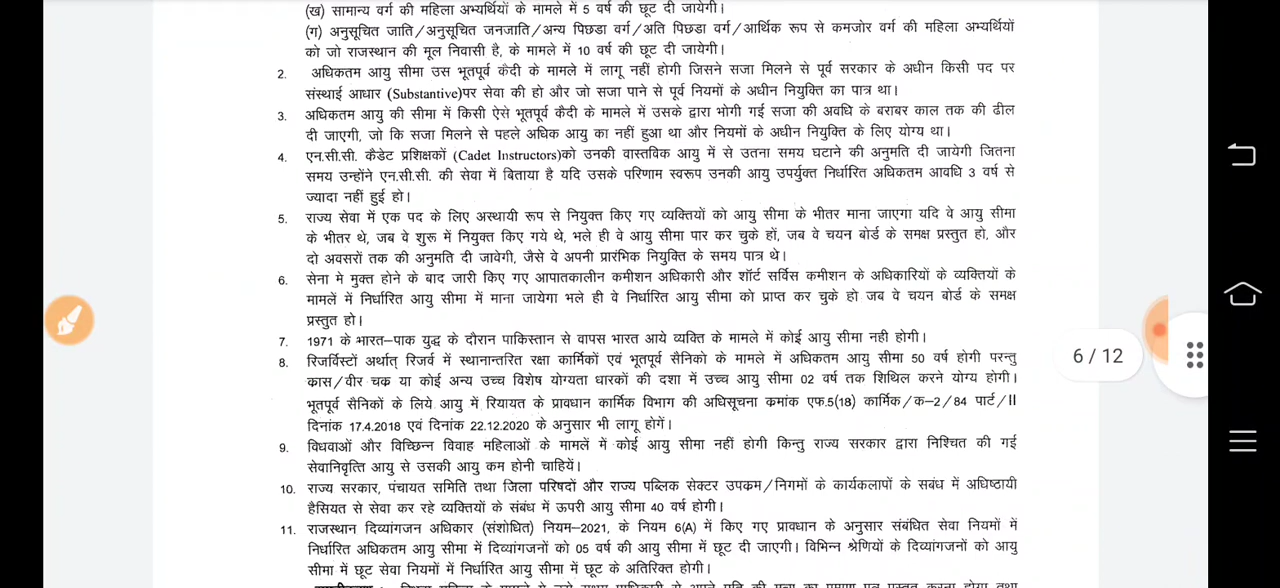 (ख) सामान्य वर्ग की महिला अभ्यर्थियों के मामले में 5 वर्ष की छूट दी जायेगी।
(ग) अनुसूचित जाति/अनुसूचित जनजाति/अन्य पिछडा वर्ग/अति पिछडा वर्ग/आर्थिक रूप से कमजोर वर्ग की महिला अभ्यर्थियों
को जो राजस्थान की मूल निवासी है, के मामले में 10 वर्ष की छूट दी जायेगी।
2. अधिकतम आयु सीमा उस भूतपूर्व कैदी के मामले में लागू नहीं होगी जिसने सजा मिलने से पूर्व सरकार के अधीन किसी पद पर
संस्थाई आधार (Substantive)पर सेवा की हो और जो सजा पाने से पूर्व नियमों के अधीन नियुक्ति का पात्र था।
3. अधिकतम आयु की सीमा में किसी ऐसे भूतपूर्व कैदी के मामले में उसके द्वारा भोगी गई सजा की अवधि के बराबर काल तक की ढील
दी जाएगी, जो कि सजा मिलने से पहले अधिक आयु का नहीं हुआ था और नियमों के अधीन नियुक्ति के लिए योग्य था।
4. एन.सी.सी. कैडेट प्रशिक्षकों (Cadet Instructors)को उनकी वास्तविक आयु में से उतना समय घटाने की अनुमति दी जायेगी जितना
समय उन्होंने एन.सी.सी. की सेवा में बिताया है यदि उसके परिणाम स्वरूप उनकी आयु उपर्युक्त निर्धारित अधिकतम आवधि 3 वर्ष से
ज्यादा नहीं हुई हो।
5. राज्य सेवा में एक पद के लिए अस्थायी रूप से नियुक्त किए गए व्यक्तियों को आयु सीमा के भीतर माना जाएगा यदि वे आयु सीमा
के भीतर थे, जब वे शुरू में नियुक्त किए गये थे, भले ही वे आयु सीमा पार कर चुके हों, जब वे चयन बोर्ड के समक्ष प्रस्तुत हो, और
दो अवसरों तक की अनुमति दी जावेगी, जैसे वे अपनी प्रारंभिक नियुक्ति के समय पात्र थे।
6. सेना मे मुक्त होने के बाद जारी किए गए आपातकालीन कमीशन अधिकारी और शॉर्ट सर्विस कमीशन के अधिकारियों के व्यक्तियों के
मामलें में निर्धारित आयु सीमा में माना जायेगा भले ही वे निर्धारित आयु सीमा को प्राप्त कर चुके हो जब वे चयन बोर्ड के समक्ष
प्रस्तुत हो।
7. 1971 के भारत–पाक युद्ध के दौरान पाकिस्तान से वापस भारत आये व्यक्ति के मामले में कोई आयु सीमा नही होगी।
8. रिजर्विस्टों अर्थात् रिजर्व में स्थानान्तरित रक्षा कार्मिकों एवं भूतपूर्व सैनिको के मामले में अधिकतम आयु सीमा 50 वर्ष होगी परन्तु
क्रास/वीर चक्र या कोई अन्य उच्च विशेष योग्यता धारकों की दशा में उच्च आयु सीमा 02 वर्ष तक शिथिल करने योग्य होगी।
भूतपूर्व सैनिकों के लिये आयु में रियायत के प्रावधान कार्मिक विभाग की अधिसूचना क्रमांक एफ.5(18) कार्मिक/क–2/84 पार्ट/II
दिनांक 17.4.2018 एवं दिनांक 22.12.2020 के अनुसार भी लागू होगें।
9. विधवाओं और विच्छिन्न विवाह महिलाओं के मामले में कोई आयु सीमा नहीं होगी किन्तु राज्य सरकार द्वारा निश्चित की गई
सेवानिवृत्ति आयु से उसकी आयु कम होनी चाहियें।
10. राज्य सरकार, पंचायत समिति तथा जिला परिषदों और राज्य पब्लिक सेक्टर उपक्रम/निगमों के कार्यकलापों के सबंध में अधिष्ठायी
हैसियत से सेवा कर रहे व्यक्तियों के संबंध में ऊपरी आयु सीमा 40 वर्ष होगी।
11. राजस्थान दिव्यांगजन अधिकार (संशोधित) नियम–2021, के नियम 6(A) में किए गए प्रावधान के अनुसार संबंधित सेवा नियमों में
निर्धारित अधिकतम आयु सीमा में दिव्यांगजनों को 05 वर्ष की आयु सीमा में छूट दी जाएगी। विभिन्न श्रेणियों के दिव्यांगजनों को आयु
सीमा में छूट सेवा नियमों में निर्धारित आयु सीमा में छूट के अतिरिक्त होगी।
6/12